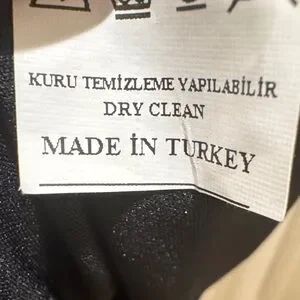 KURU TEMİZLEME YAPILABİLİR
DRY CLEAN
MADE İN TURKEY